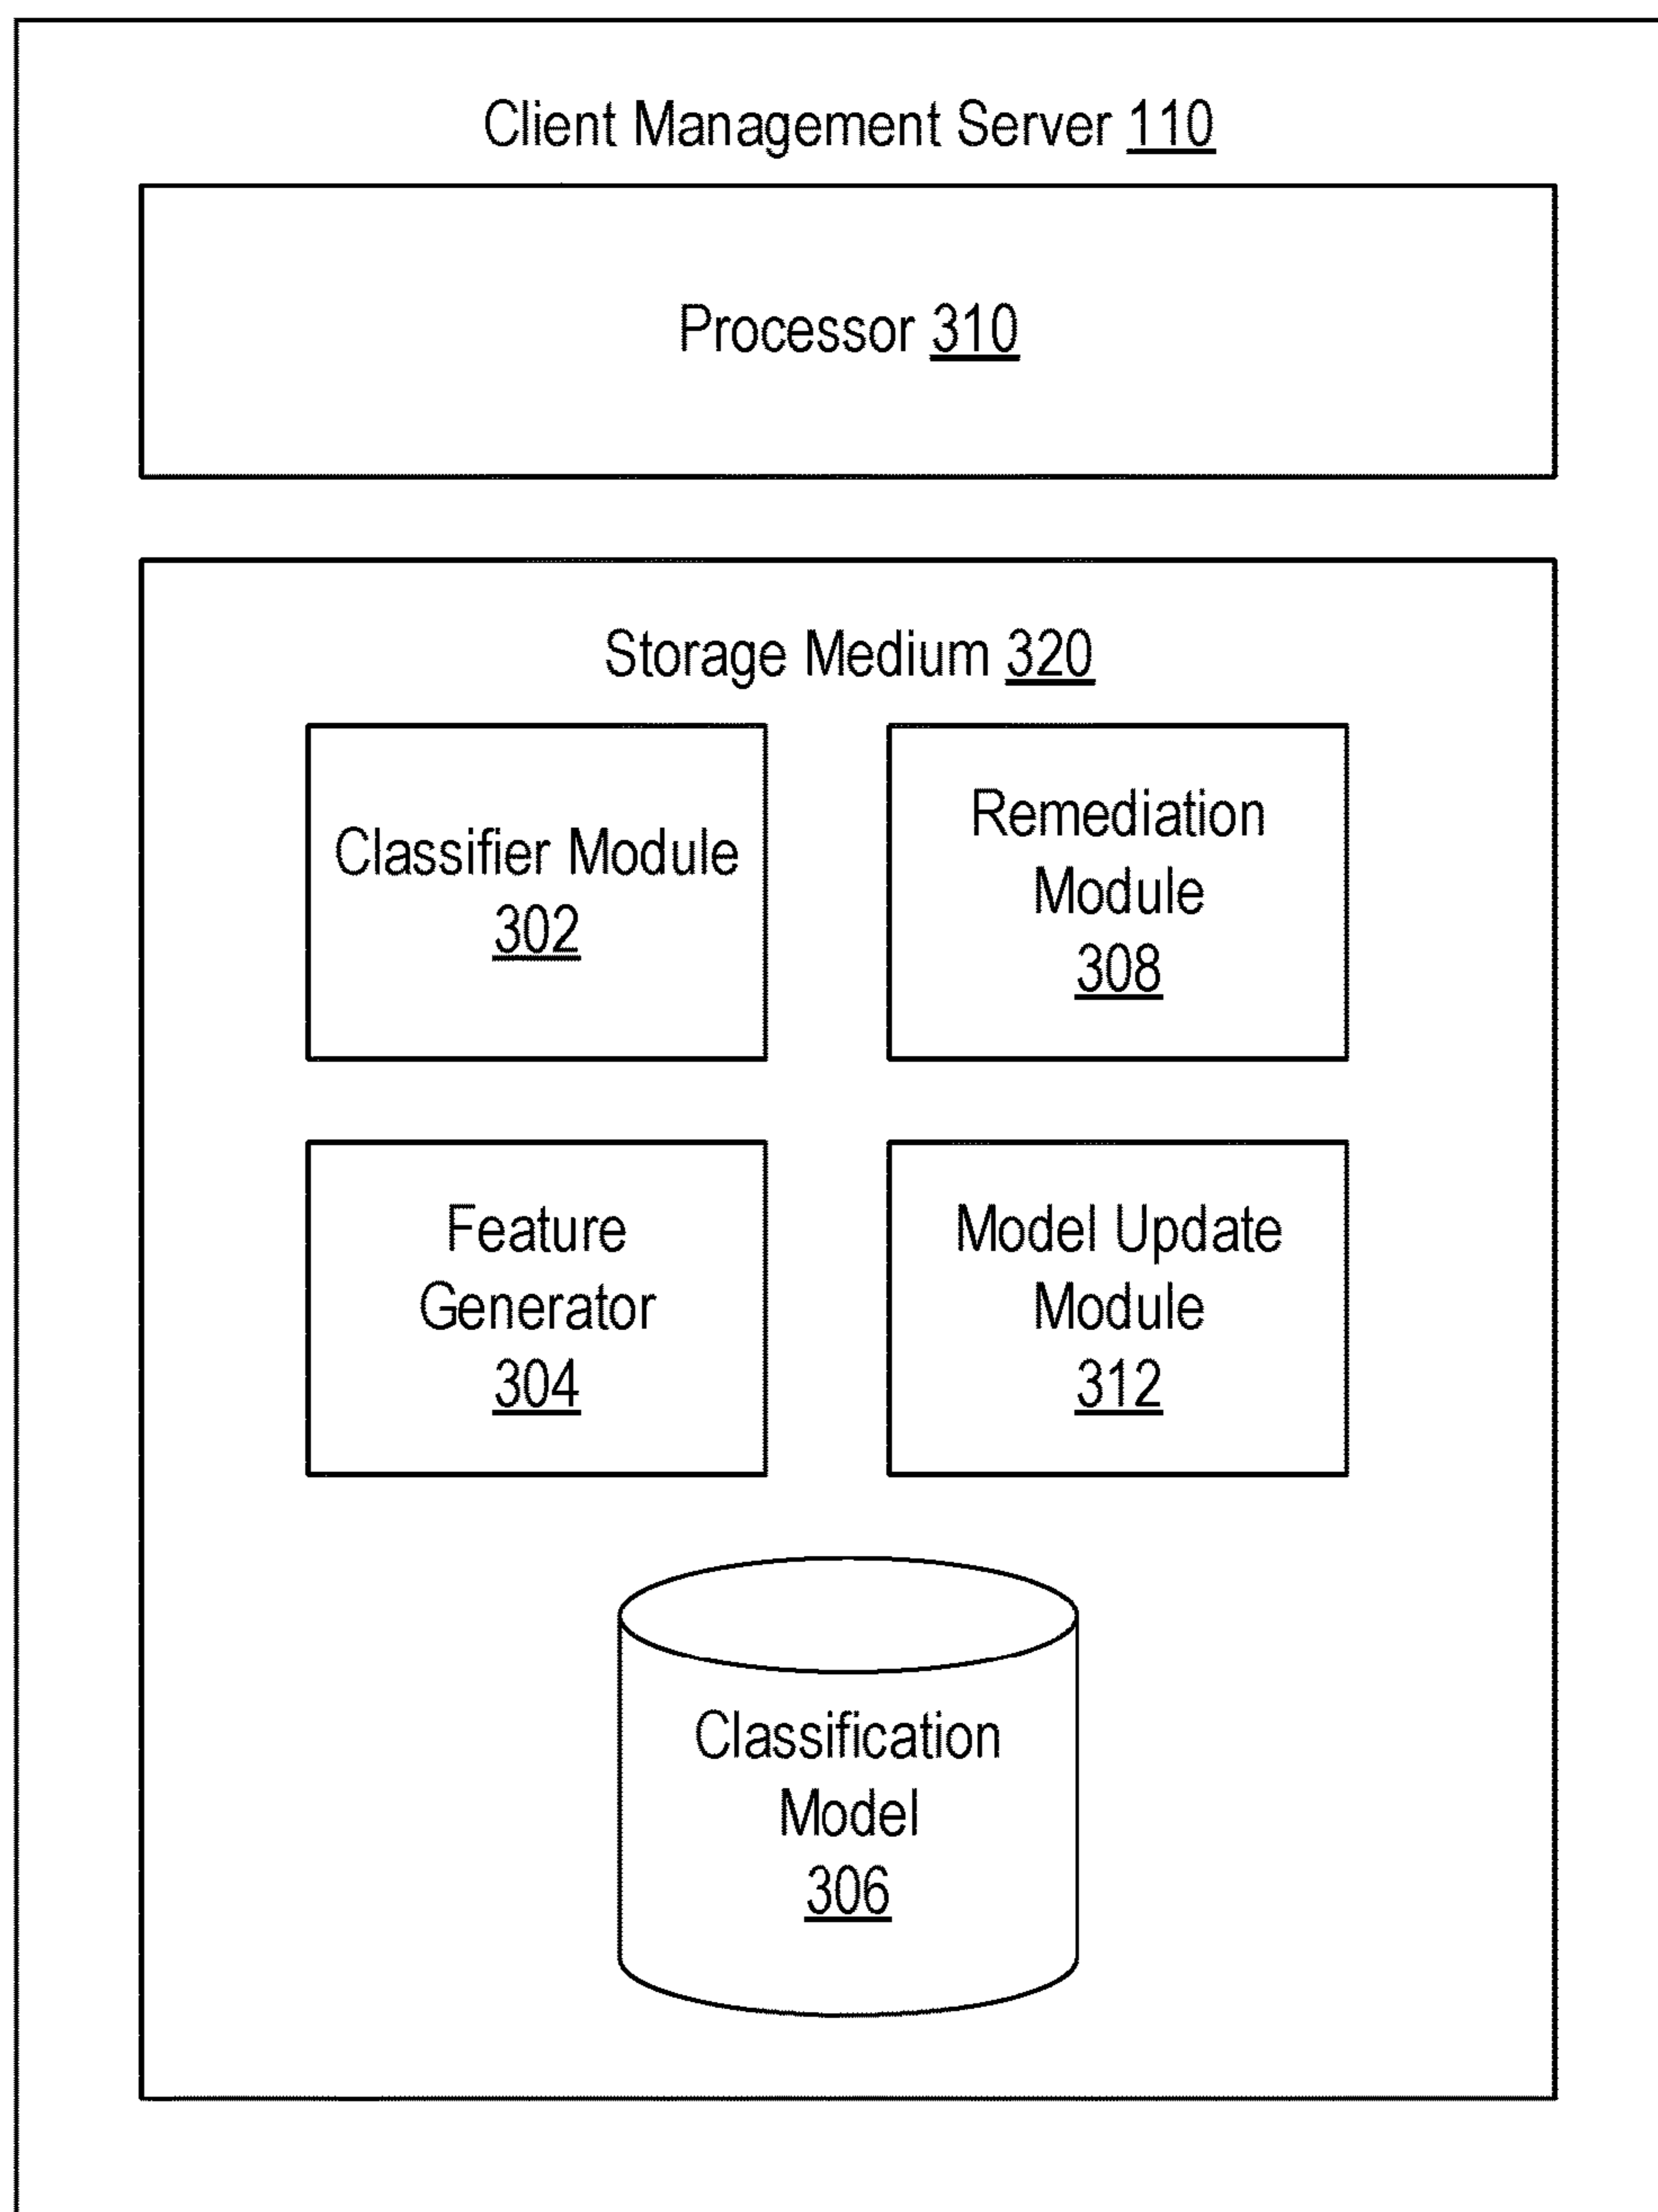 Client Management Server 110
Processor 310
Storage Medium 320
Classifier Module
302
Remediation
Module
308
Feature
Generator
304
Model Update
Module
312
Classification
Model
306